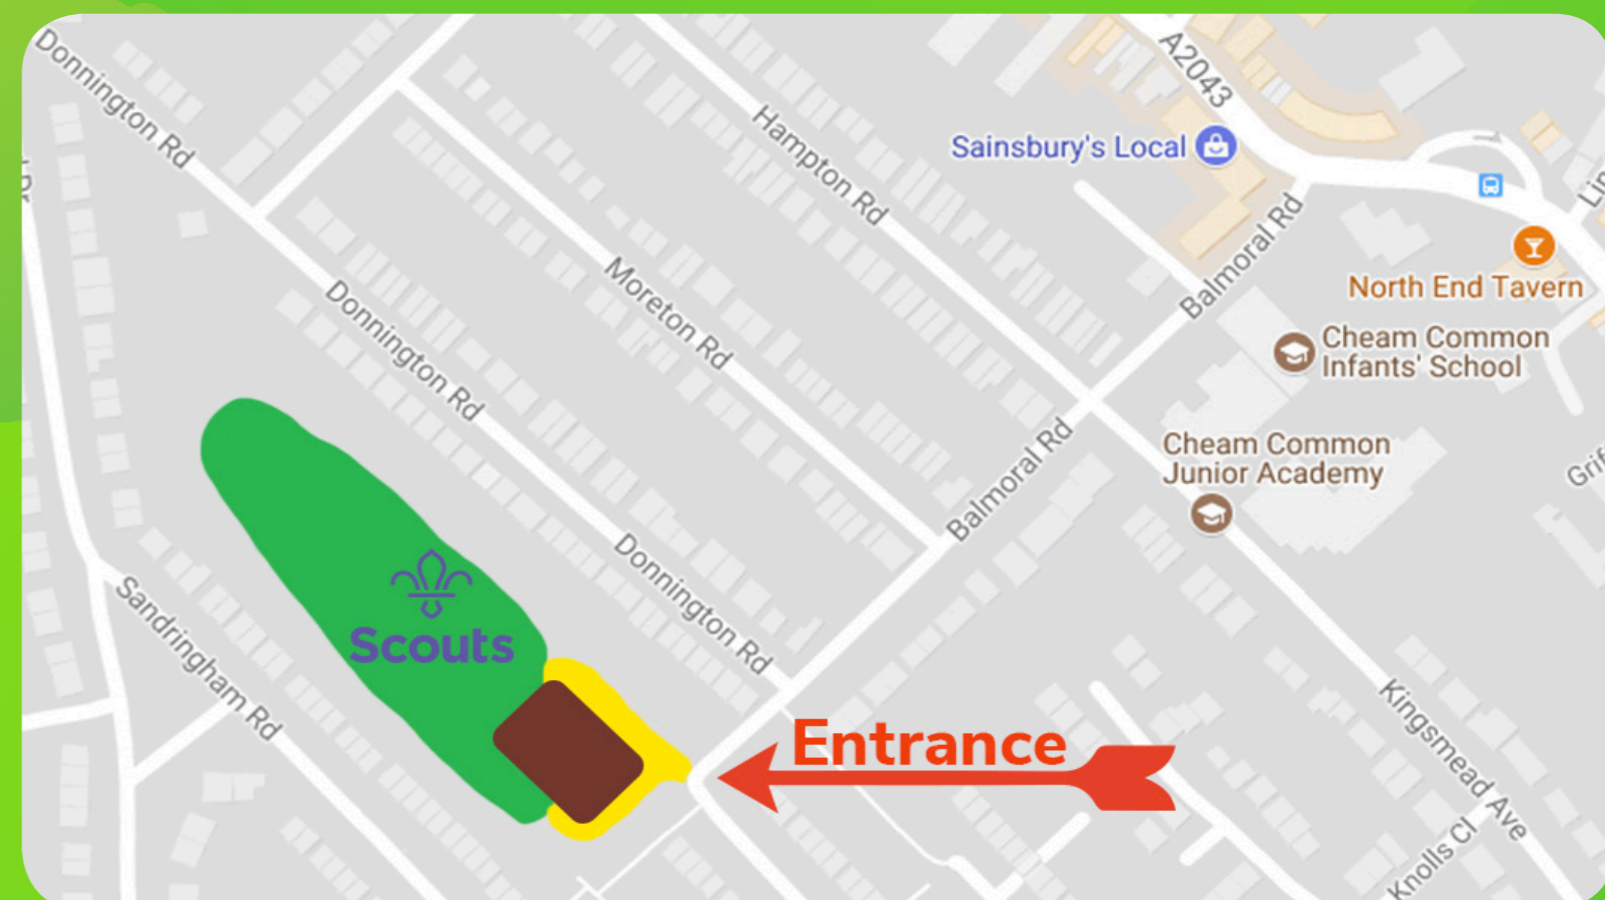 Donnington Rd
A2043
Hampton Rd
Sainsbury's Local
Balmoral Rd
North End Tavern
Moreton Rd
Donnington Rd
Cheam Common
Infants' School
Cheam Common
Junior Academy
Balmoral Rd
Donnington Rd
Scouts
Sandringham Rd
Entrance
Kingsmead Ave
Knolls Cl